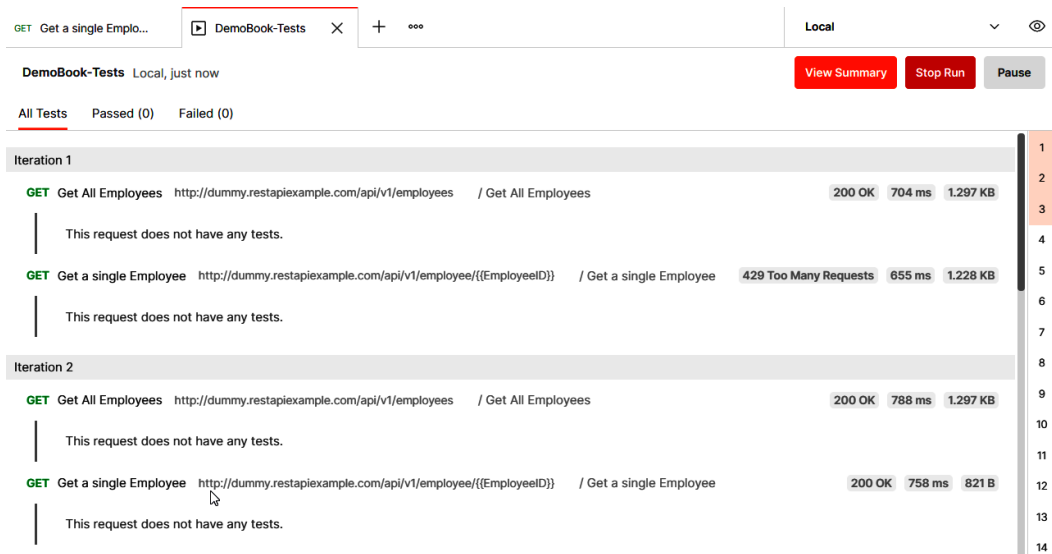 GET Get a single Emplo... DemoBook-Tests Local
DemoBook-Tests Local, just now View Summary Stop Run Pause
All Tests Passed (0) Failed (0)
Iteration 1
GET Get All Employees http://dummy.restapiexample.com/api/v1/employees / Get All Employees 200 OK 704 ms 1.297 KB
This request does not have any tests.
GET Get a single Employee http://dummy.restapiexample.com/api/v1/employee/{{EmployeeID}} / Get a single Employee 429 Too Many Requests 655 ms 1.228 KB
This request does not have any tests.
Iteration 2
GET Get All Employees http://dummy.restapiexample.com/api/v1/employees / Get All Employees 200 OK 788 ms 1.297 KB
This request does not have any tests.
GET Get a single Employee http://dummy.restapiexample.com/api/v1/employee/{{EmployeeID}} / Get a single Employee 200 OK 758 ms 821 B
This request does not have any tests.
1
2
3
4
5
6
7
8
9
10
11
12
13
14